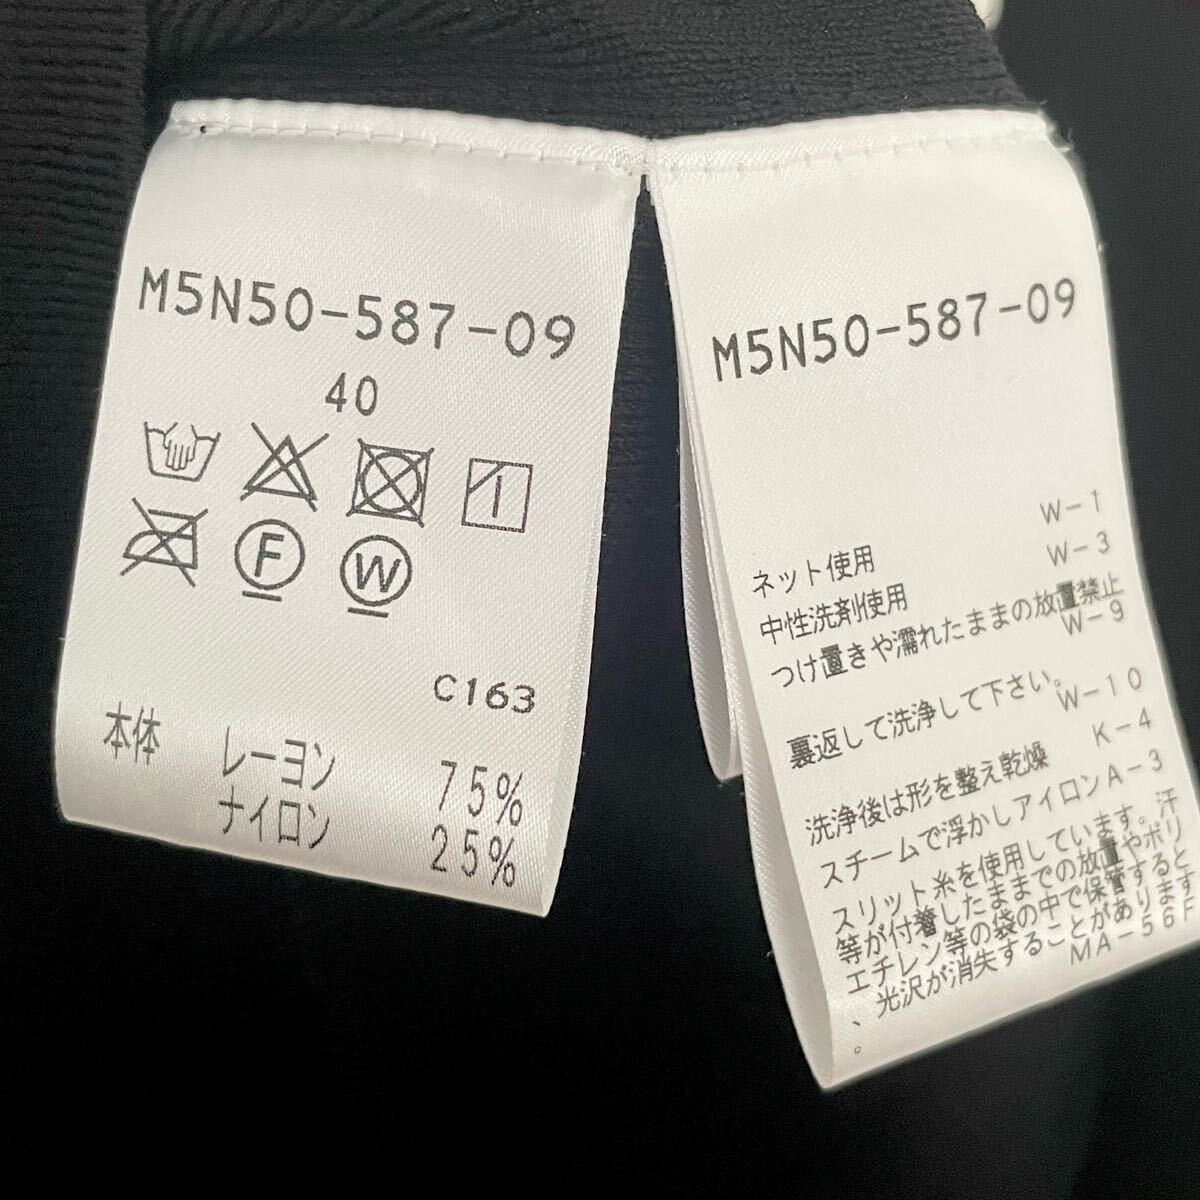 M5N50-587-09
40
F
W
C163
本体 レーヨン 75%
ナイロン 25%
M5N50-587-09
W-1
ネット使用 W-3
中性洗剤使用
つけ置きや濡れたままの放置禁止
W-9
裏返して洗浄して下さい。
W-10
洗浄後は形を整え乾燥 K-4
スチームで浮かしアイロン A-3
スリット糸を使用しています。汗
等が付着したままでの放置やポリ
エチレン等の袋の中で保管すると
、光沢が消失することがあります
。 MA-56F